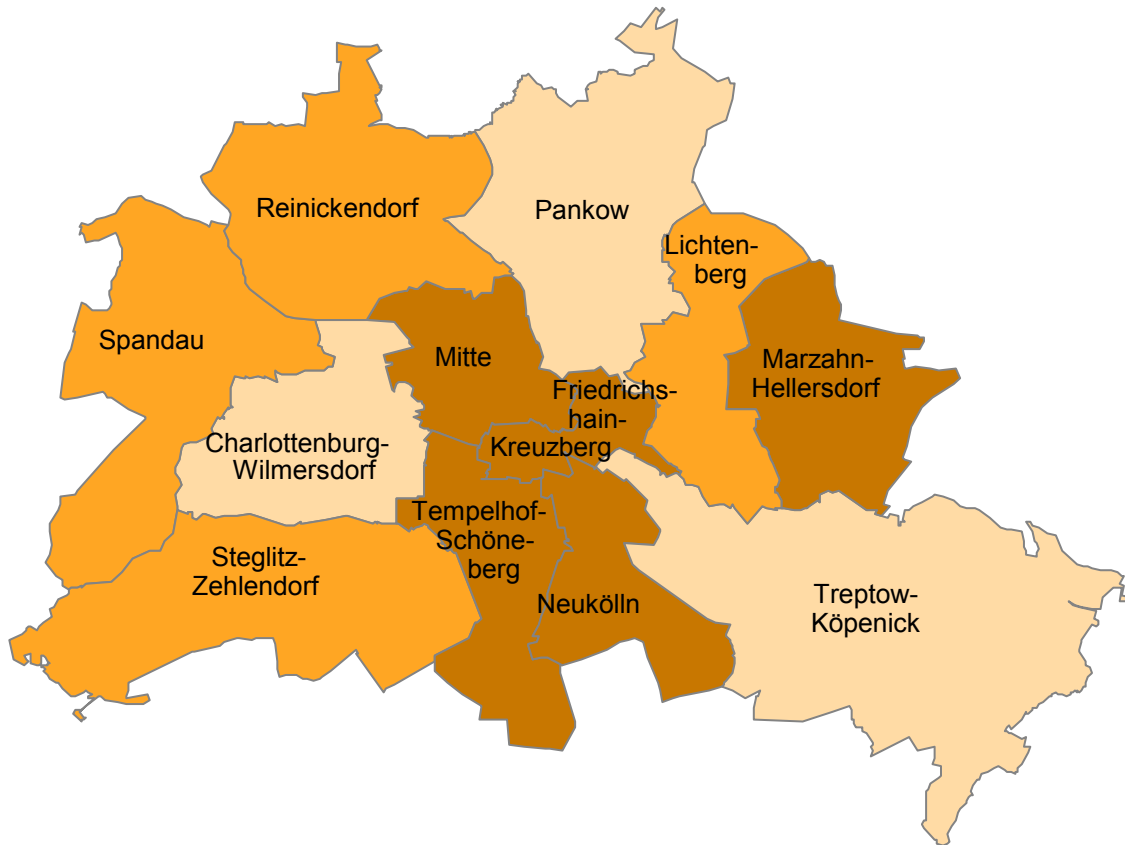 Reinickendorf
Pankow
Lichten-
berg
Spandau
Mitte
Marzahn-
Hellersdorf
Friedrichs-
hain-
Kreuzberg
Charlottenburg-
Wilmersdorf
Tempelhof-
Schöne-
berg
Steglitz-
Zehlendorf
Neukölln
Treptow-
Köpenick